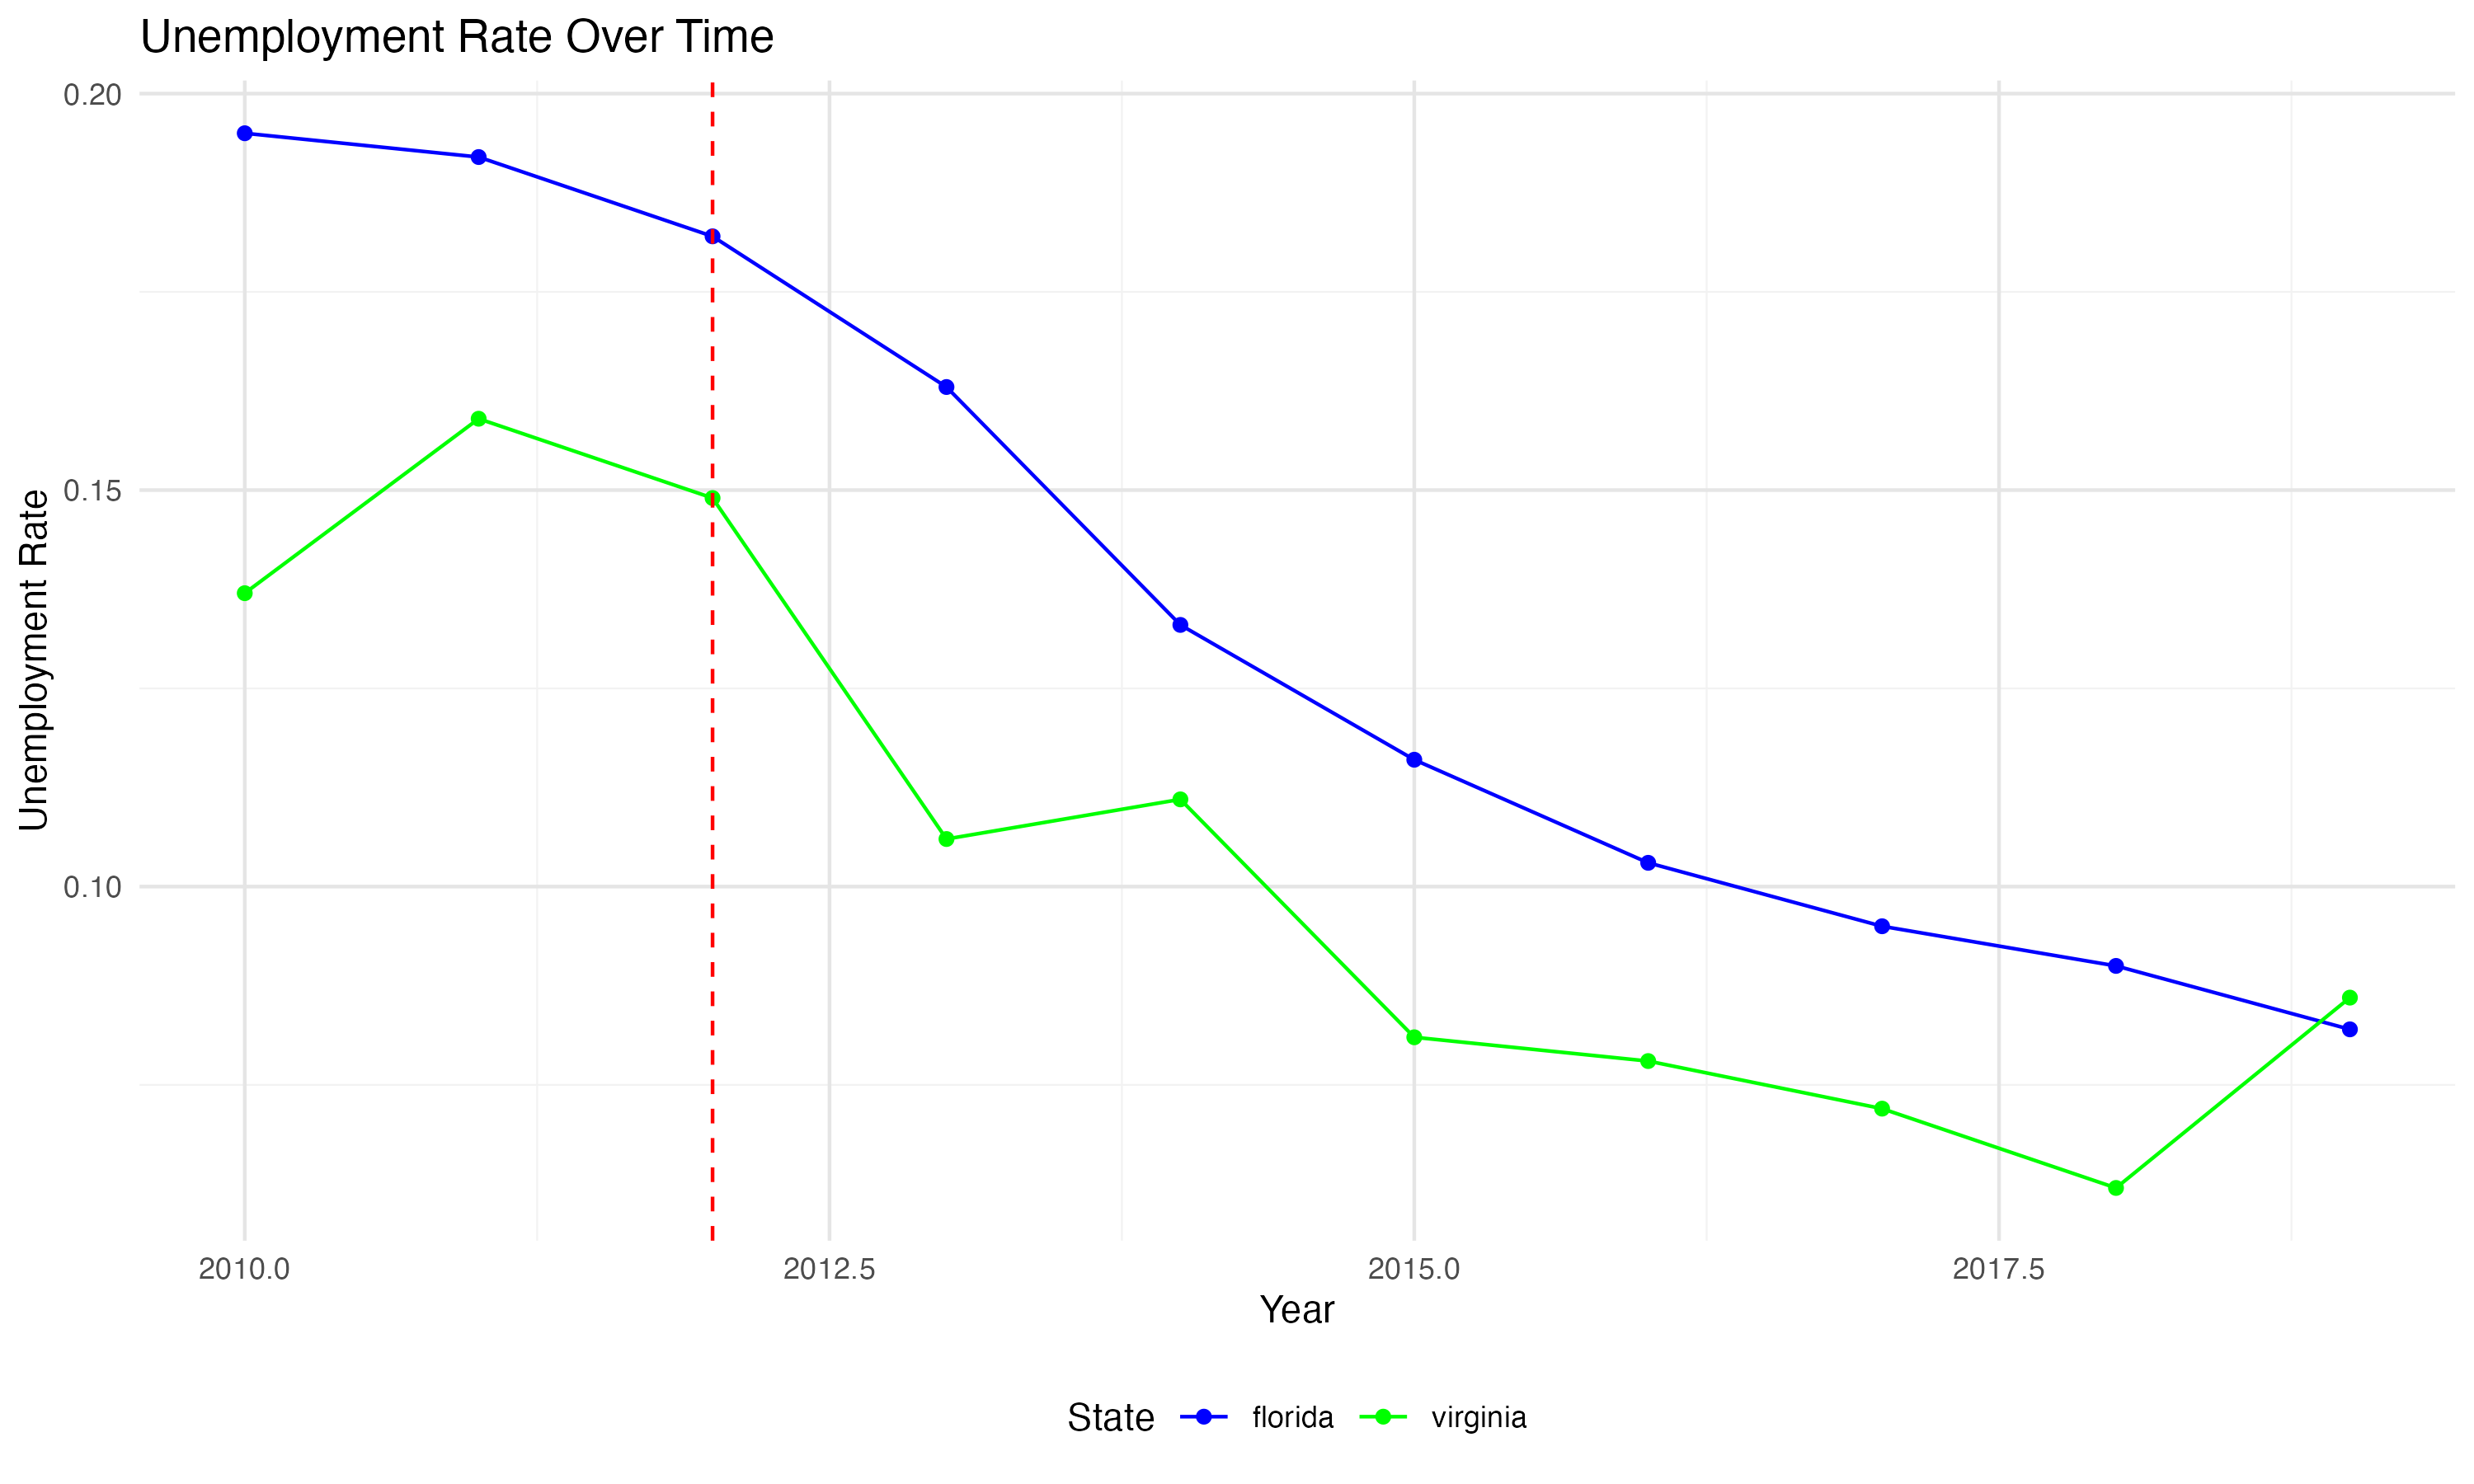 Unemployment Rate Over Time
Unemployment Rate
0.20
0.15
0.10
2010.0 2012.5 2015.0 2017.5
Year
State florida virginia